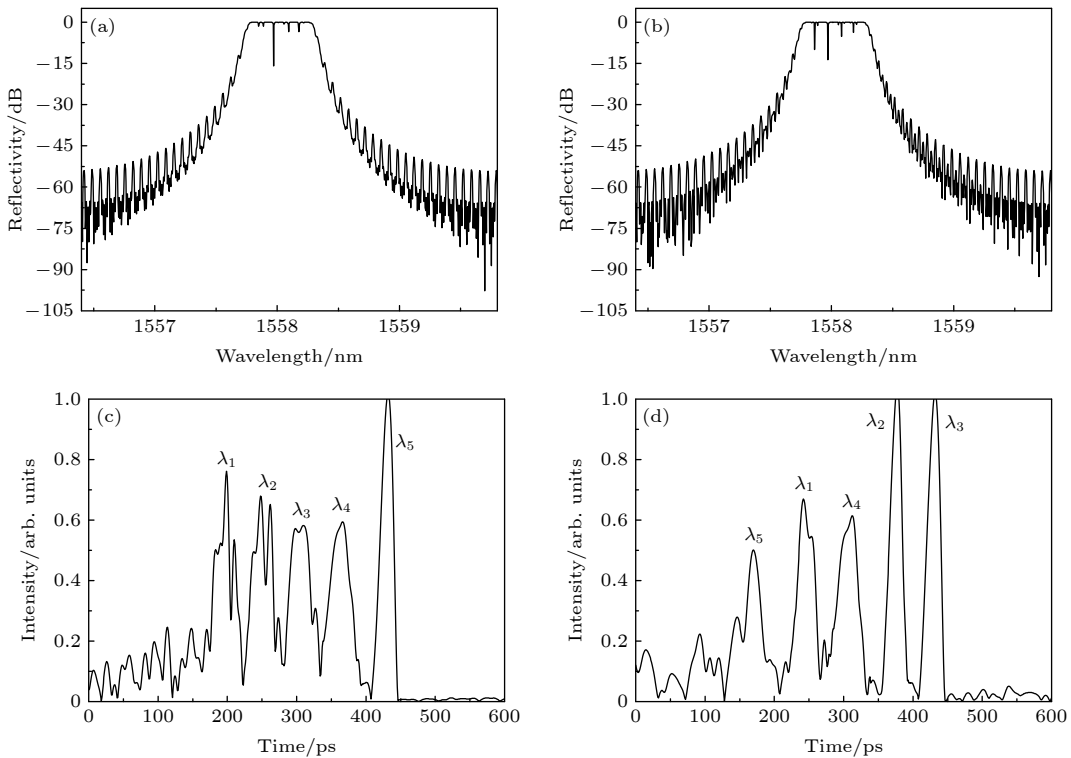 (a)
0
−15
−30
−45
−60
−75
−90
−105
Reflectivity/dB
1557
1558
1559
Wavelength/nm
(b)
0
−15
−30
−45
−60
−75
−90
−105
Reflectivity/dB
1557
1558
1559
Wavelength/nm
(c)
1.0
0.8
0.6
0.4
0.2
0
Intensity/arb. units
λ1
λ2
λ3
λ4
λ5
0 100 200 300 400 500 600
Time/ps
(d)
1.0
0.8
0.6
0.4
0.2
0
Intensity/arb. units
λ5
λ1
λ4
λ2
λ3
0 100 200 300 400 500 600
Time/ps